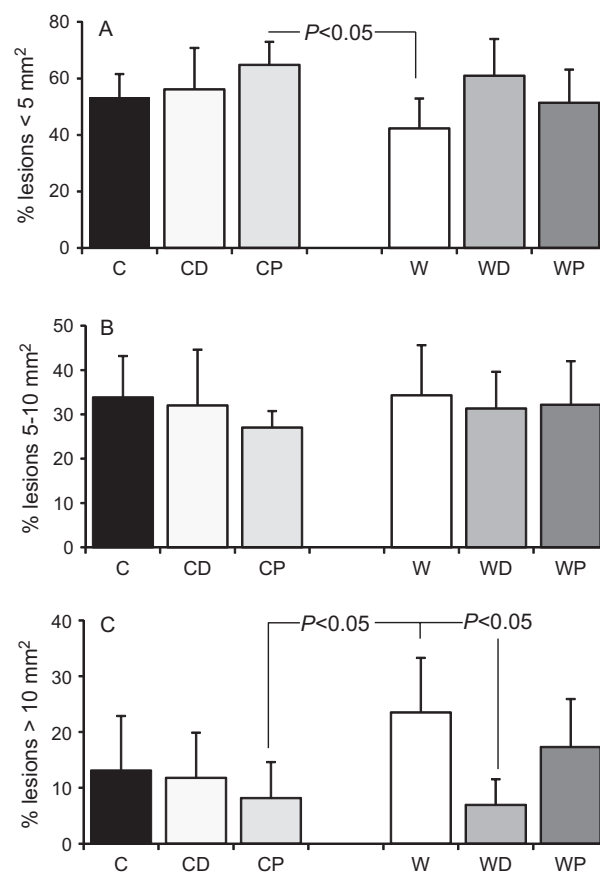 80
A
P<0.05
60
40
20
0
% lesions < 5 mm²
C CD CP W WD WP
50
B
40
30
20
10
0
% lesions 5-10 mm²
C CD CP W WD WP
40
C
P<0.05 P<0.05
30
20
10
0
% lesions > 10 mm²
C CD CP W WD WP